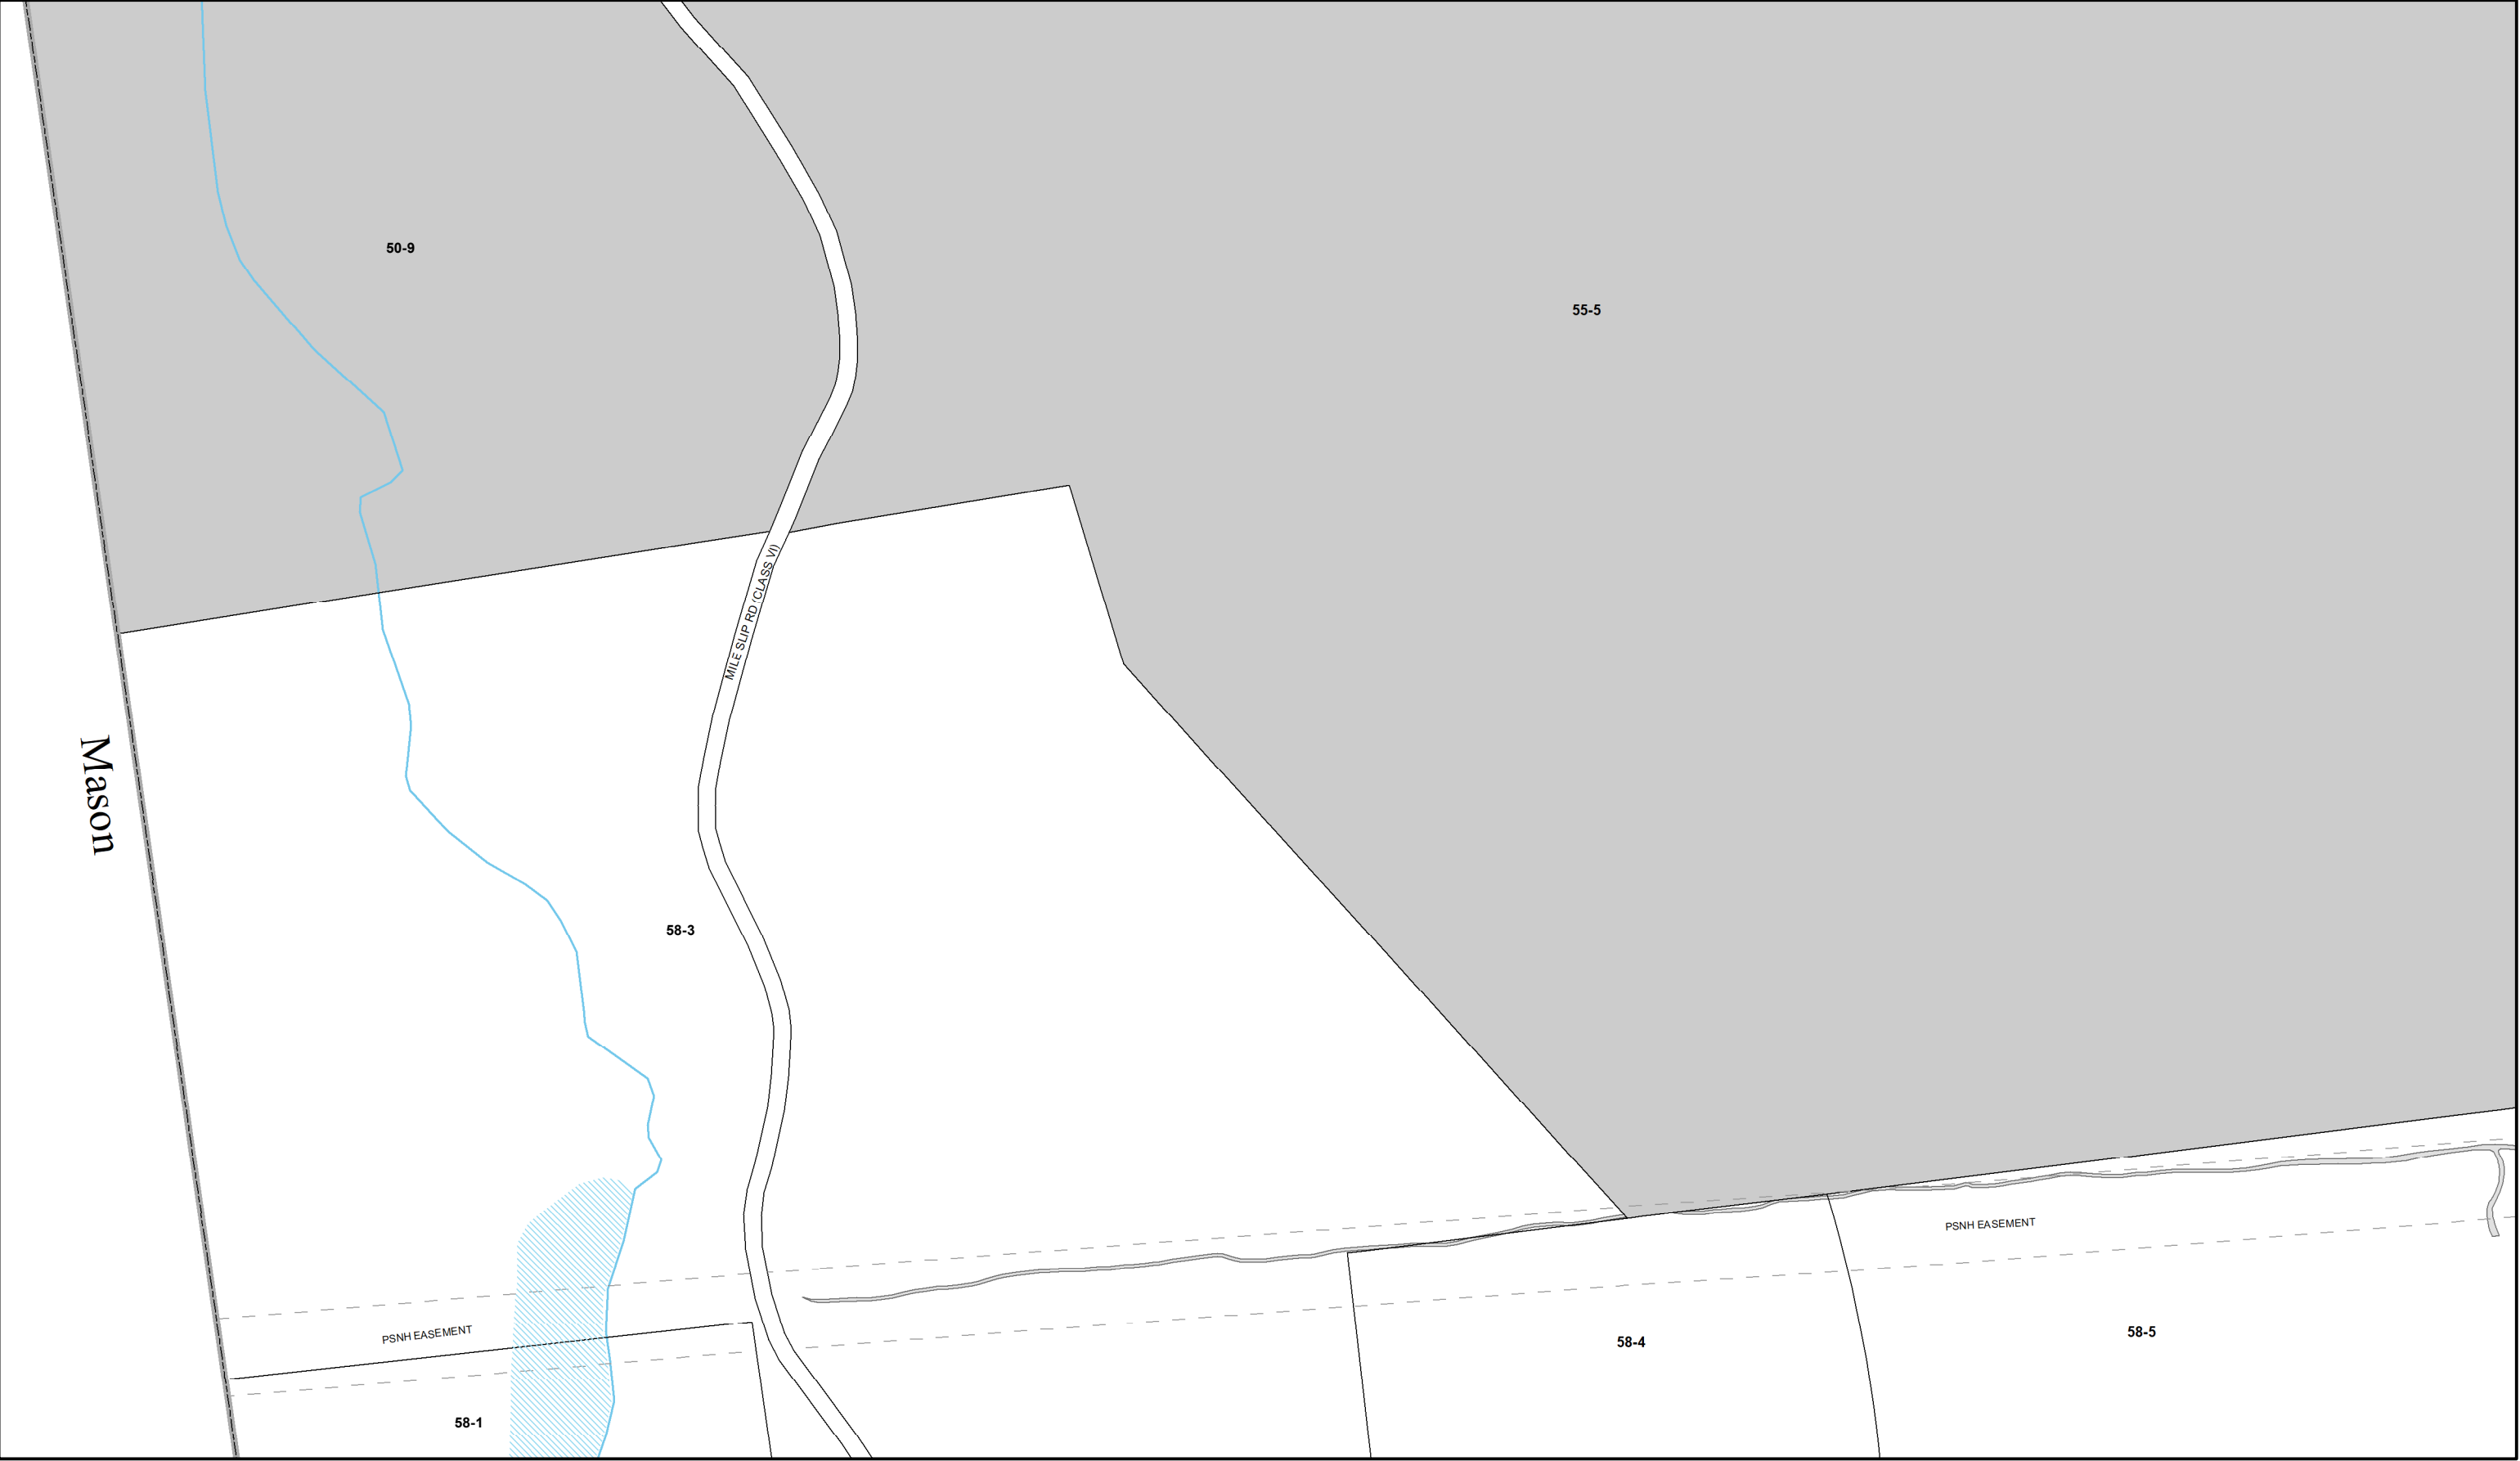 50-9
55-5
MILE SLIP RD (CLASS VI)
Mason
58-3
PSNH EASEMENT
PSNH EASEMENT
58-5
58-4
58-1